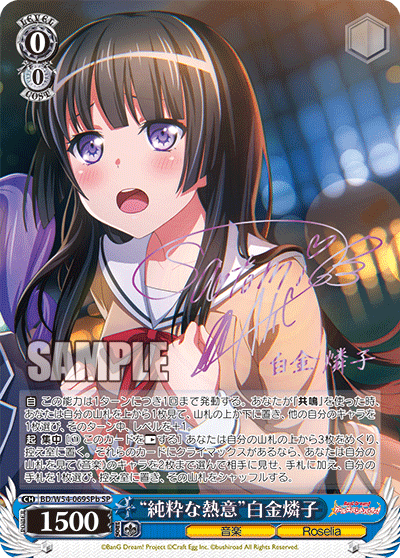 LEVEL
0
0
COST
SAMPLE
白金燐子
自 この能力は1ターンにつき1回まで発動する。あなたが「共鳴」を使った時、
あなたは自分の山札を上から1枚見て、山札の上か下に置き、他の自分のキャラを
1枚選び、そのターン中、レベルを+1。
起 集中 [(0) このカードを する] あなたは自分の山札の上から3枚をめくり、
控え室に置く。それらのカードにクライマックスがあるなら、あなたは自分の
山札を見て《音楽》のキャラを2枚まで選んで相手に見せ、手札に加え、自分の
手札を1枚選び、控え室に置き、その山札をシャッフルする。
CH BD/W54-069SPb SP
1500
“純粋な熱意”白金燐子
音楽
Roselia
©BanG Dream! Project ©Craft Egg Inc. ©bushiroad All Rights Reserved.